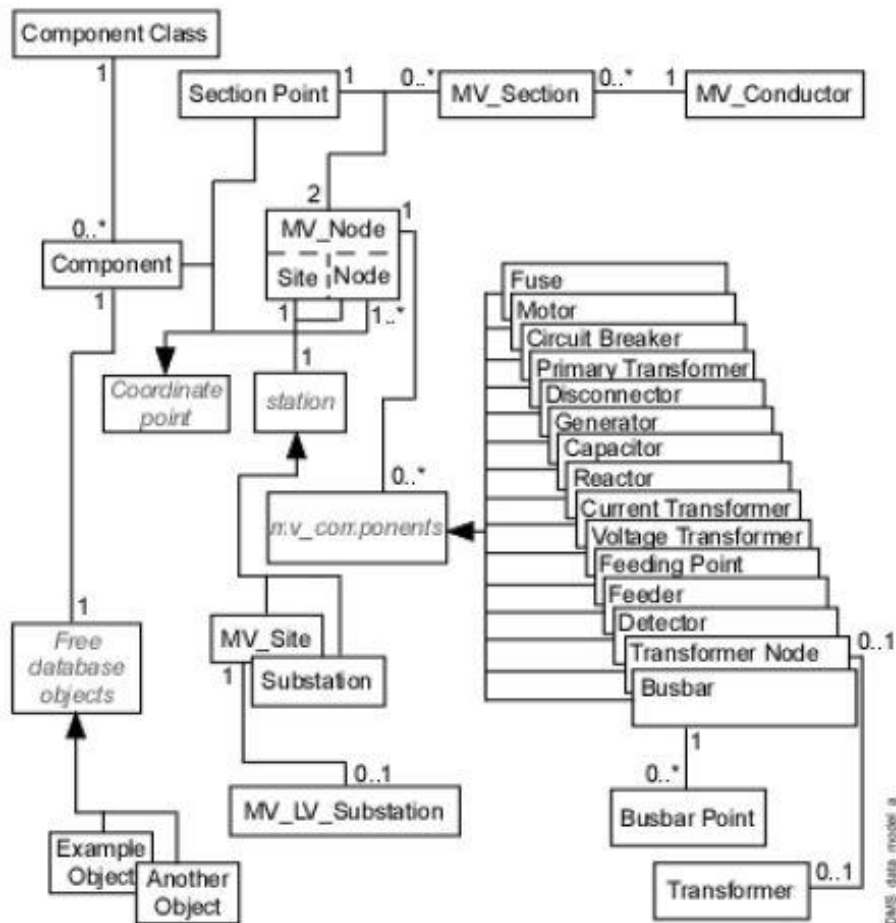 Component Class
1
Section Point
1
0..*
MV_Section
0..*
1
MV_Conductor
2
0..*
MV_Node
1
Site
Node
Component
1
1
1..*
1
Coordinate
point
station
0..*
mv_components
Fuse
Motor
Circuit Breaker
Primary Transformer
Disconnector
Generator
Capacitor
Reactor
Current Transformer
Voltage Transformer
Feeding Point
Feeder
Detector
0..1
Transformer Node
Busbar
1
Free
database
objects
MV_Site
1
Substation
1
0..1
0..*
MV_LV_Substation
Busbar Point
Example
Object
Another
Object
0..1
Transformer